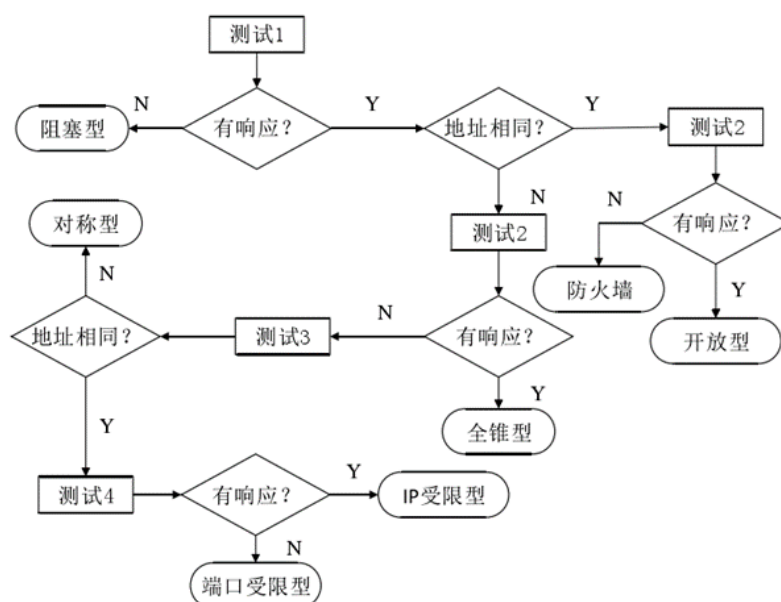 测试1
N
Y
Y
阻塞型
有响应？
地址相同？
测试2
对称型
N
N
有响应？
测试2
防火墙
Y
N
N
地址相同？
测试3
有响应？
开放型
Y
Y
全锥型
测试4
有响应？
Y
IP受限型
N
端口受限型